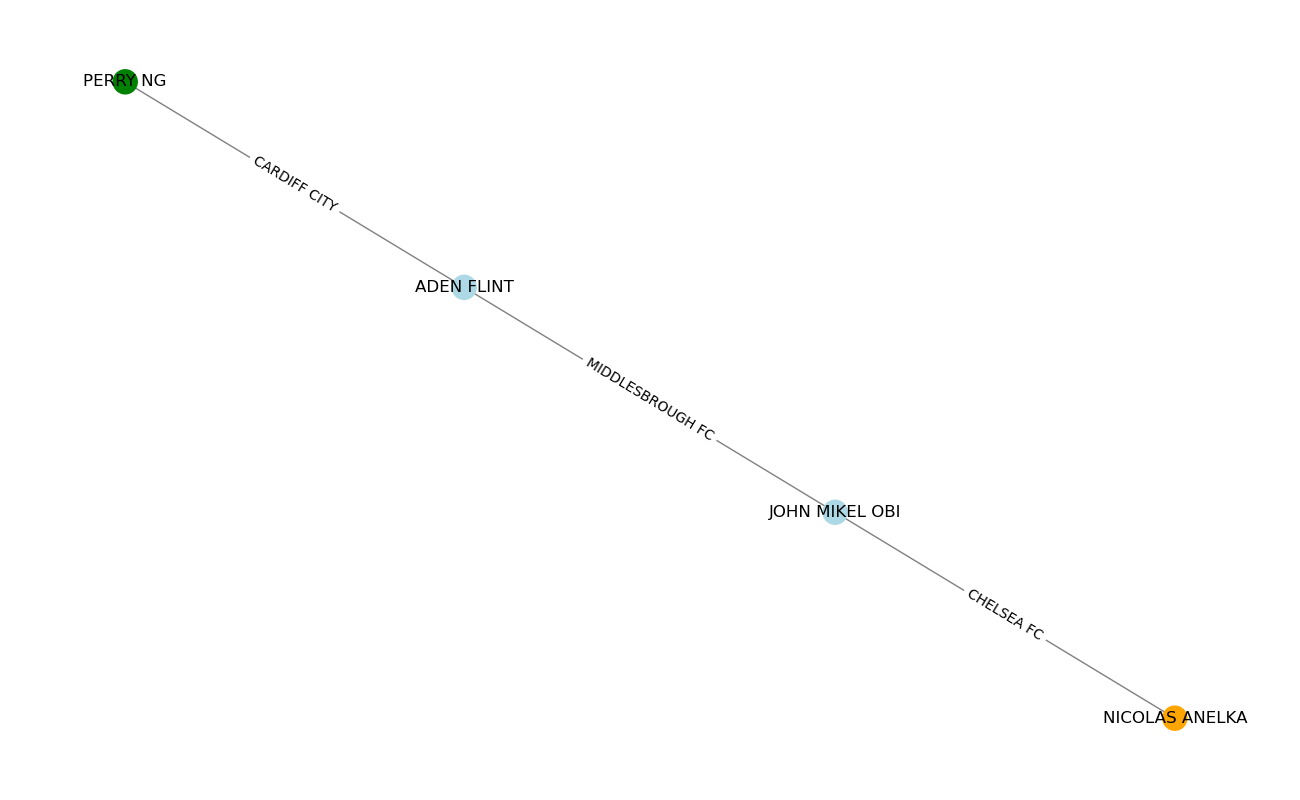 PERRY NG
CARDIFF CITY
ADEN FLINT
MIDDLESBROUGH FC
JOHN MIKEL OBI
CHELSEA FC
NICOLAS ANELKA